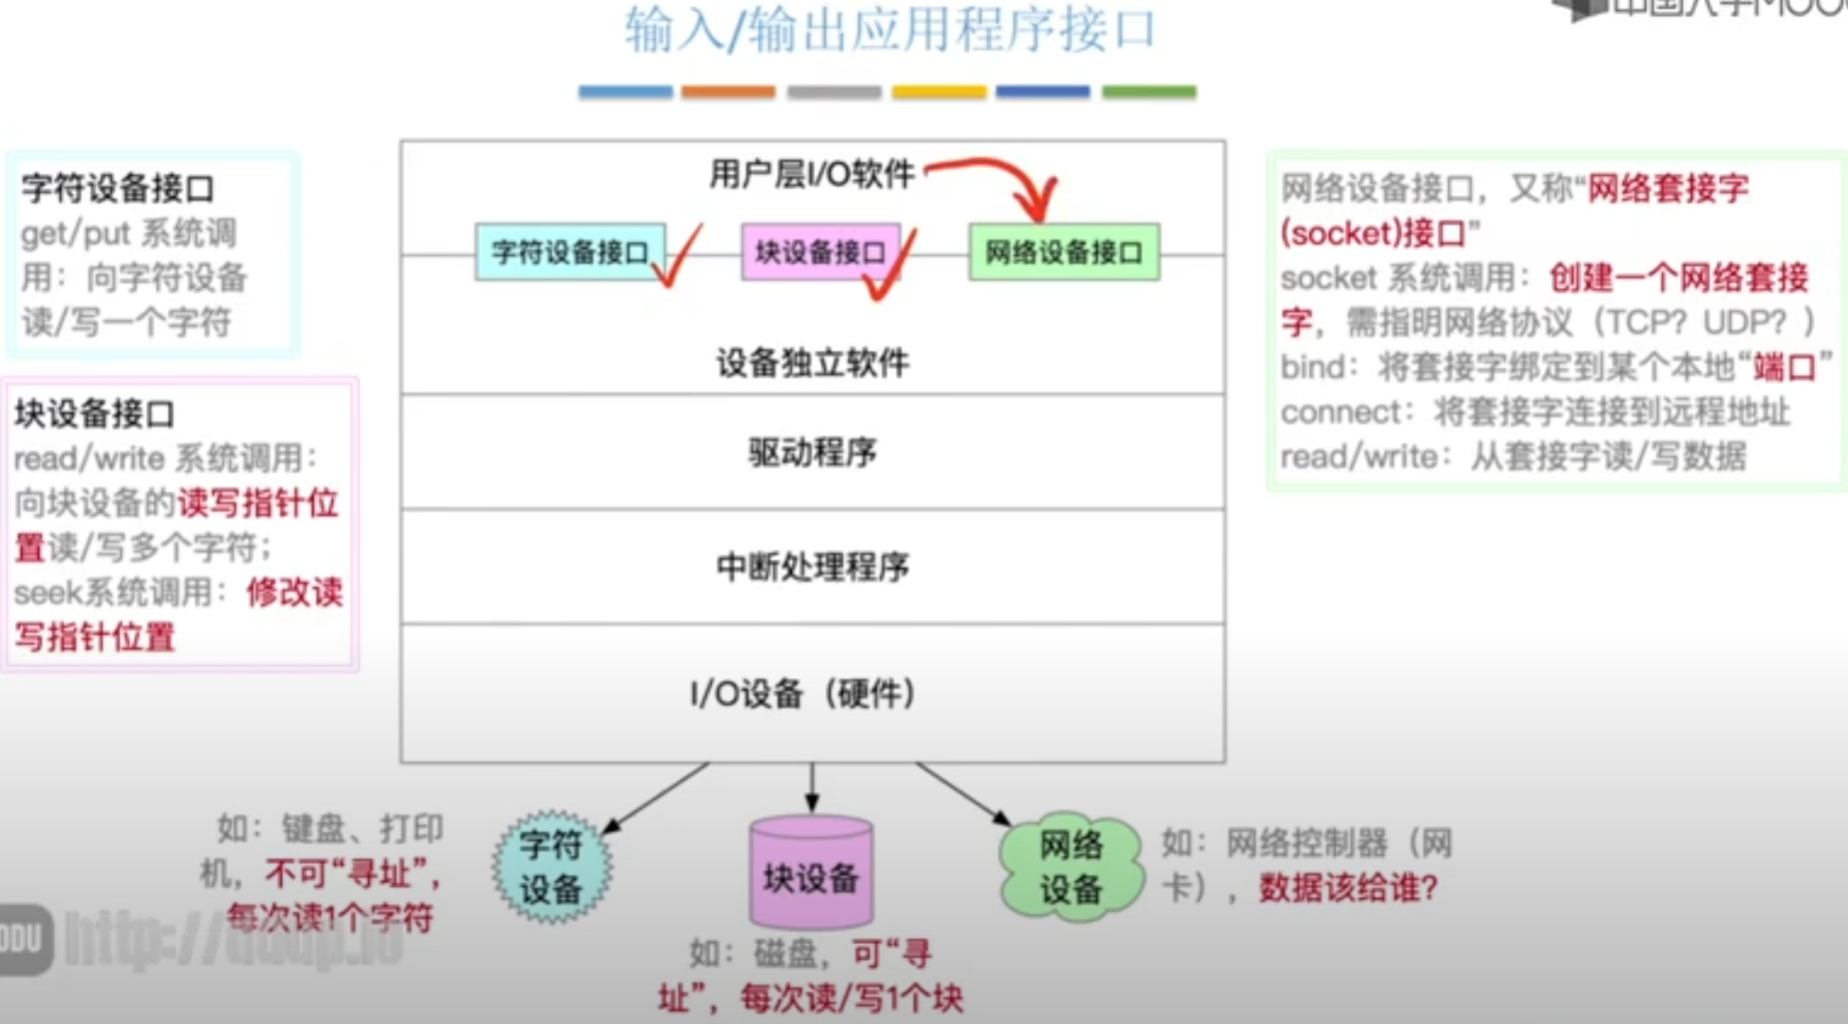 输入/输出应用程序接口
字符设备接口
get/put 系统调
用：向字符设备
读/写一个字符
块设备接口
read/write 系统调用：
向块设备的读写指针位
置读/写多个字符；
seek系统调用：修改读
写指针位置
用户层I/O软件
字符设备接口
块设备接口
网络设备接口
设备独立软件
驱动程序
中断处理程序
I/O设备（硬件）
网络设备接口，又称“网络套接字
(socket)接口”
socket 系统调用：创建一个网络套接
字，需指明网络协议（TCP？UDP？）
bind：将套接字绑定到某个本地“端口”
connect：将套接字连接到远程地址
read/write：从套接字读/写数据
如：键盘、打印
机，不可“寻址”，
每次读1个字符
字符
设备
块设备
如：磁盘，可“寻
址”，每次读/写1个块
网络
设备
如：网络控制器（网
卡），数据该给谁？